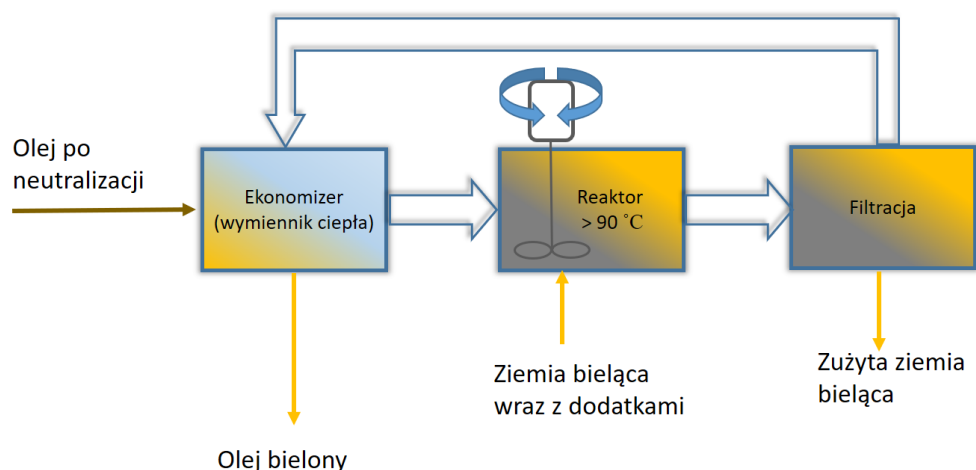 Olej po
neutralizacji
Ekonomizer
(wymiennik ciepła)
Reaktor
> 90 ˚C
Filtracja
Ziemia bieląca
wraz z dodatkami
Zużyta ziemia
bieląca
Olej bielony